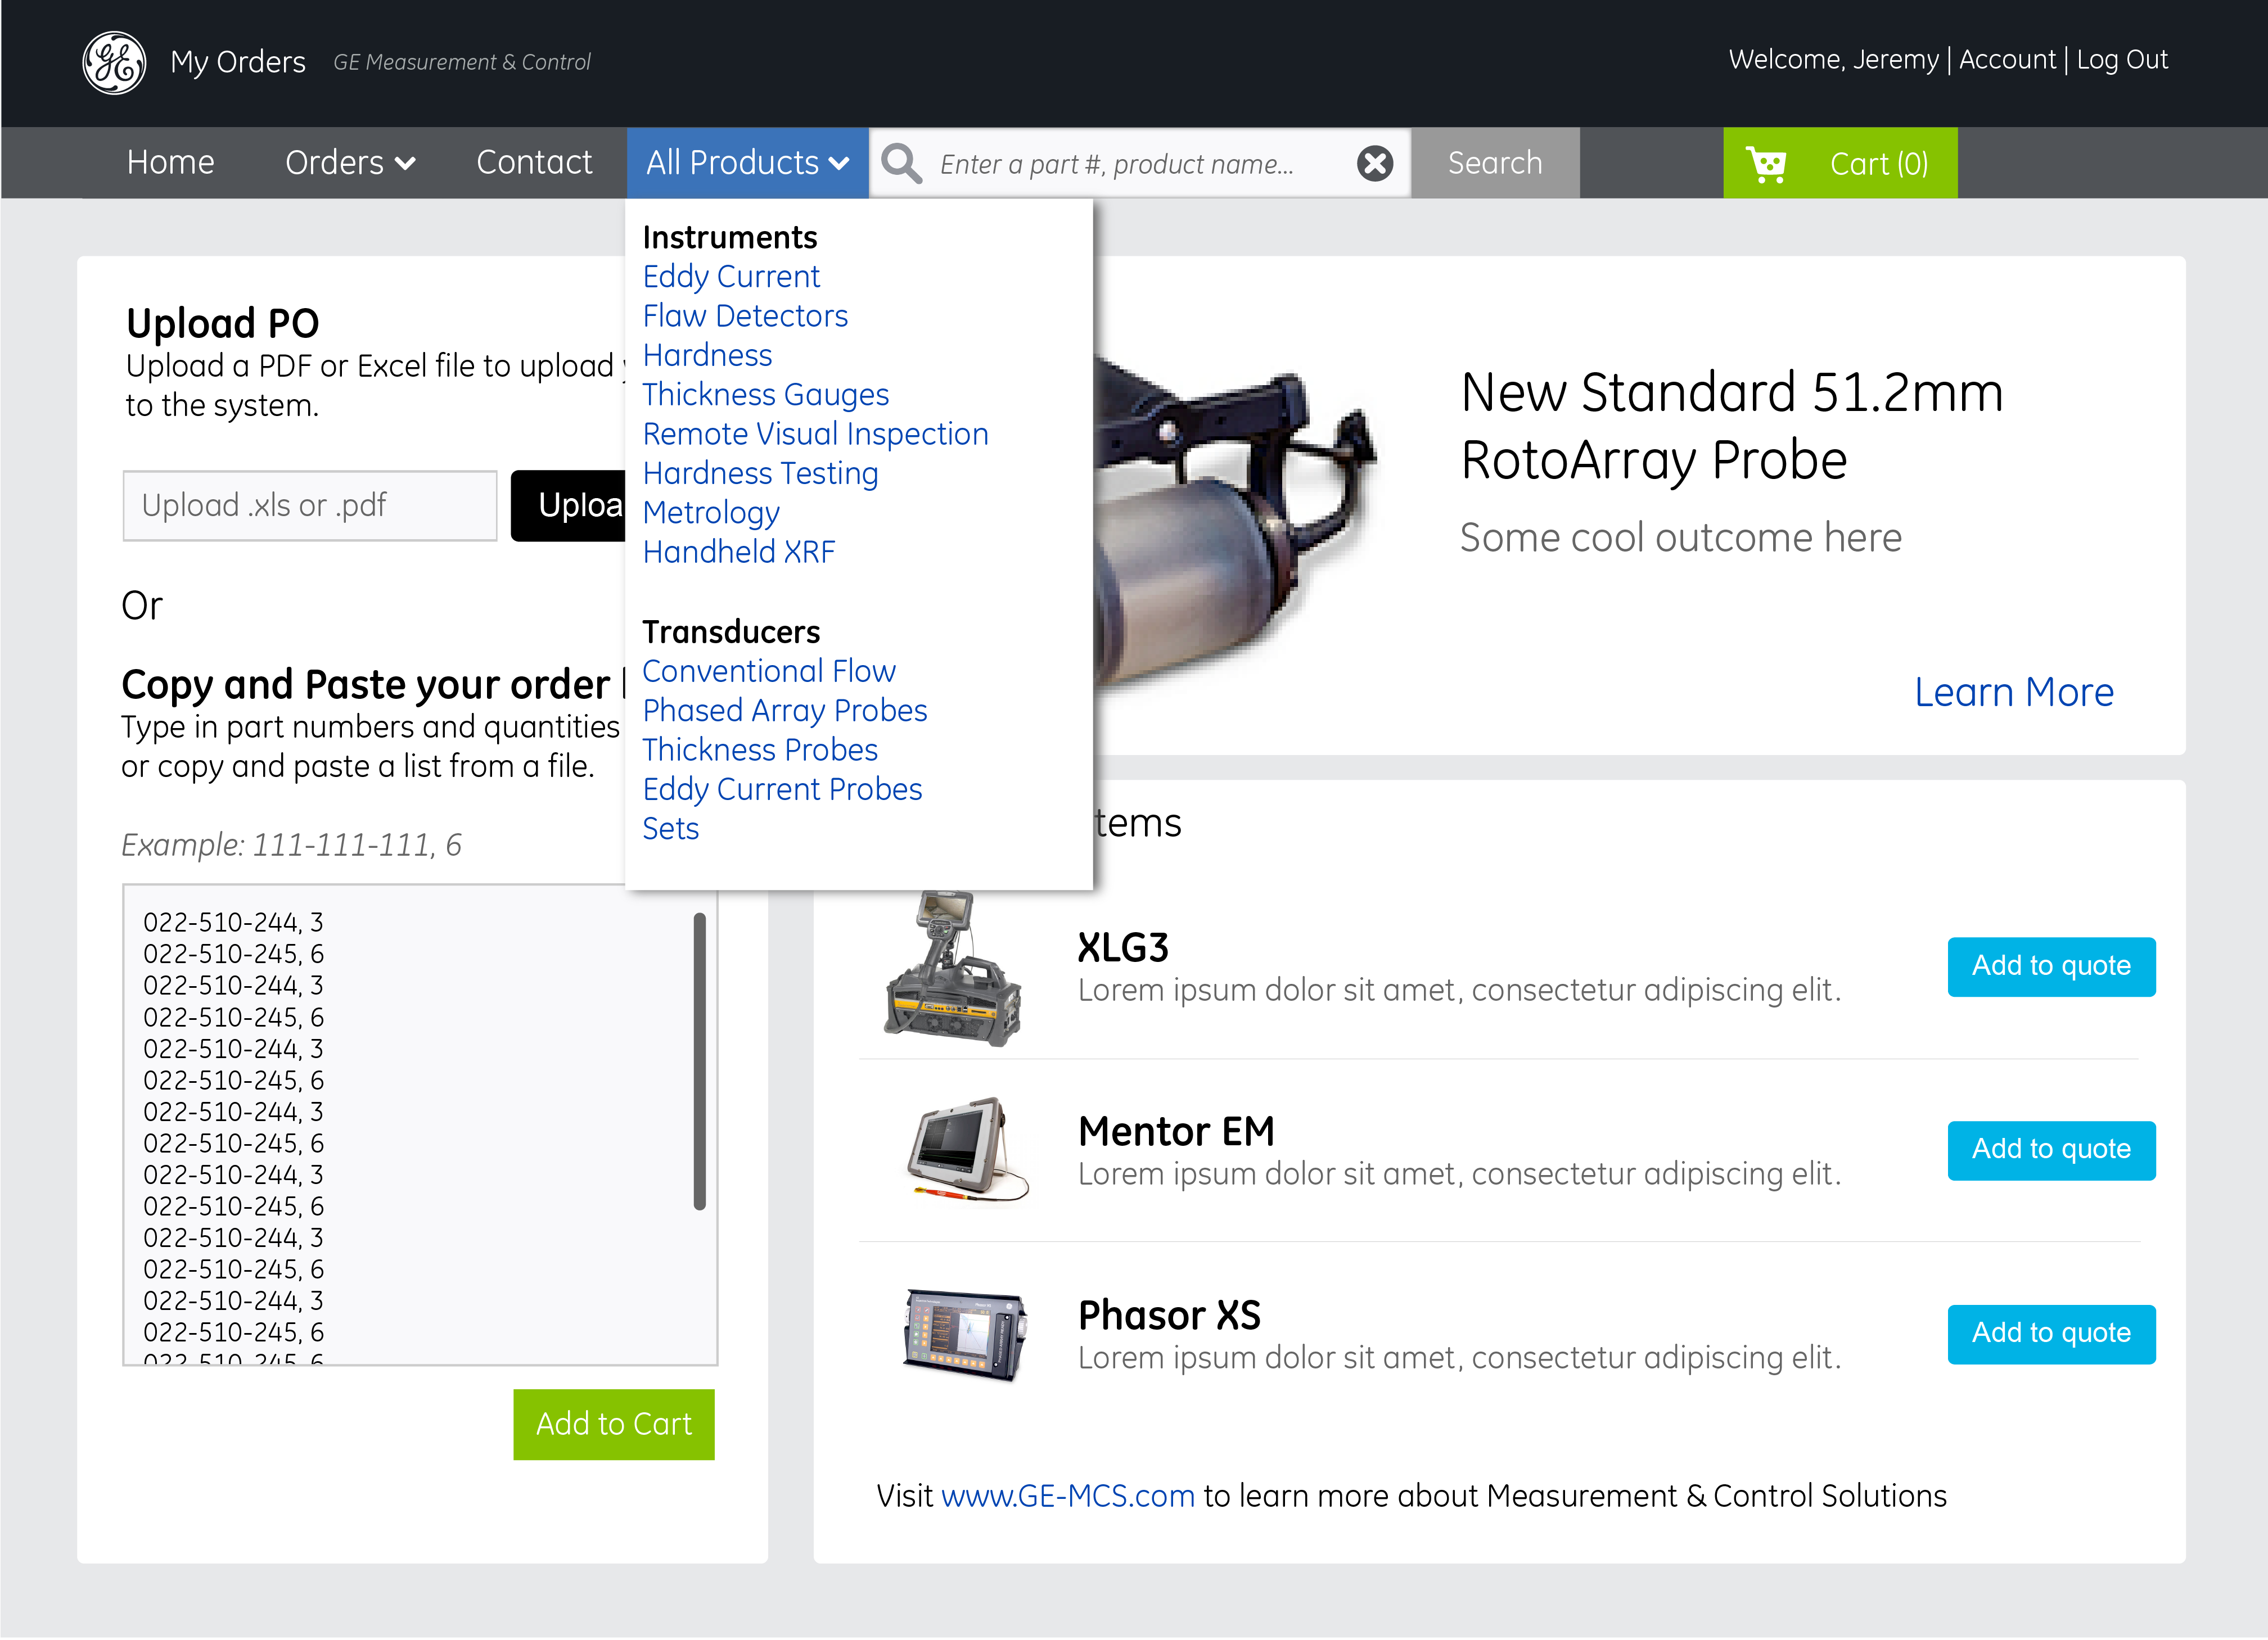 GE My Orders GE Measurement & Control
Welcome, Jeremy | Account | Log Out
Home
Orders
Contact
All Products
Enter a part #, product name...
Search
Cart (0)
Instruments
Eddy Current
Flaw Detectors
Hardness
Thickness Gauges
Remote Visual Inspection
Hardness Testing
Metrology
Handheld XRF
Transducers
Conventional Flow
Phased Array Probes
Thickness Probes
Eddy Current Probes
Sets
Upload PO
Upload a PDF or Excel file to upload
to the system.
Upload .xls or .pdf
Uploa
Or
Copy and Paste your order
Type in part numbers and quantities
or copy and paste a list from a file.
Example: 111-111-111, 6
022-510-244, 3
022-510-245, 6
022-510-244, 3
022-510-245, 6
022-510-244, 3
022-510-245, 6
022-510-244, 3
022-510-245, 6
022-510-244, 3
022-510-245, 6
022-510-244, 3
022-510-245, 6
022-510-244, 3
022-510-245, 6
022-510-245, 6
Add to Cart
New Standard 51.2mm
RotoArray Probe
Some cool outcome here
Learn More
tems
XLG3
Lorem ipsum dolor sit amet, consectetur adipiscing elit.
Add to quote
Mentor EM
Lorem ipsum dolor sit amet, consectetur adipiscing elit.
Add to quote
Phasor XS
Lorem ipsum dolor sit amet, consectetur adipiscing elit.
Add to quote
Visit www.GE-MCS.com to learn more about Measurement & Control Solutions